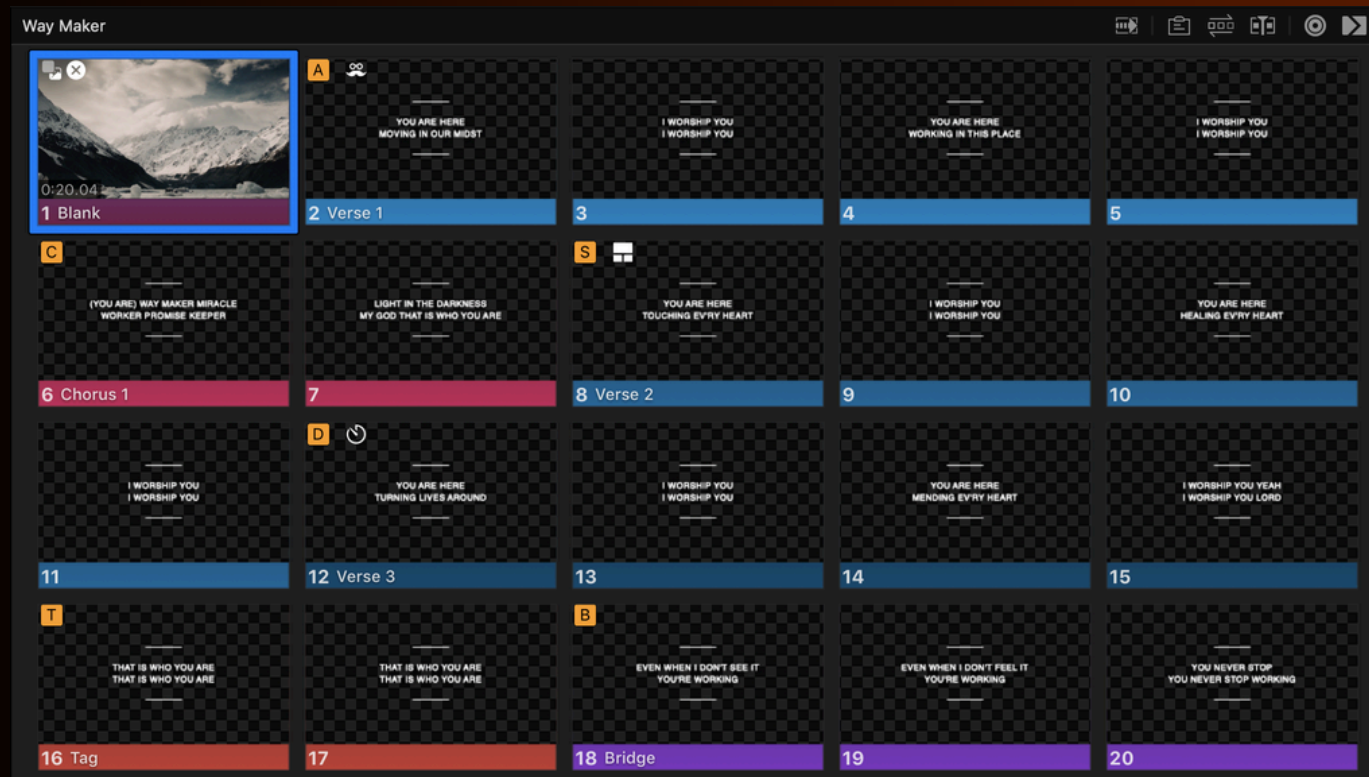 Way Maker
0:20.04
1 Blank
A
YOU ARE HERE
MOVING IN OUR MIDST
2 Verse 1
I WORSHIP YOU
I WORSHIP YOU
3
YOU ARE HERE
WORKING IN THIS PLACE
4
I WORSHIP YOU
I WORSHIP YOU
5
C
(YOU ARE) WAY MAKER MIRACLE
WORKER PROMISE KEEPER
6 Chorus 1
LIGHT IN THE DARKNESS
MY GOD THAT IS WHO YOU ARE
7
S
YOU ARE HERE
TOUCHING EV'RY HEART
8 Verse 2
I WORSHIP YOU
I WORSHIP YOU
9
YOU ARE HERE
HEALING EV'RY HEART
10
I WORSHIP YOU
I WORSHIP YOU
11
D
YOU ARE HERE
TURNING LIVES AROUND
12 Verse 3
I WORSHIP YOU
I WORSHIP YOU
13
YOU ARE HERE
MENDING EV'RY HEART
14
I WORSHIP YOU YEAH
I WORSHIP YOU LORD
15
T
THAT IS WHO YOU ARE
THAT IS WHO YOU ARE
16 Tag
THAT IS WHO YOU ARE
THAT IS WHO YOU ARE
17
B
EVEN WHEN I DON'T SEE IT
YOU'RE WORKING
18 Bridge
EVEN WHEN I DON'T FEEL IT
YOU'RE WORKING
19
YOU NEVER STOP
YOU NEVER STOP WORKING
20